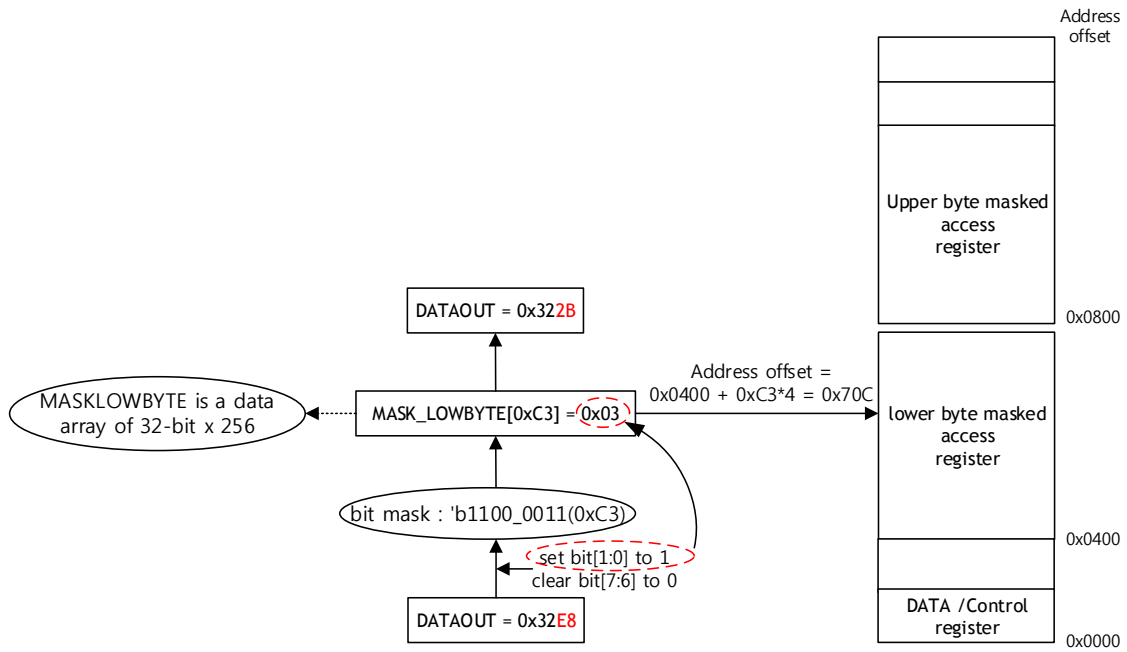 Address
offset
Upper byte masked
access
register
0x0800
DATAOUT = 0x322B
Address offset =
0x0400 + 0xC3*4 = 0x70C
MASKLOWBYTE is a data
array of 32-bit x 256
MASK_LOWBYTE[0xC3] = 0x03
lower byte masked
access
register
bit mask : 'b1100_0011(0xC3)
0x0400
set bit[1:0] to 1
clear bit[7:6] to 0
DATAOUT = 0x32E8
DATA /Control
register
0x0000